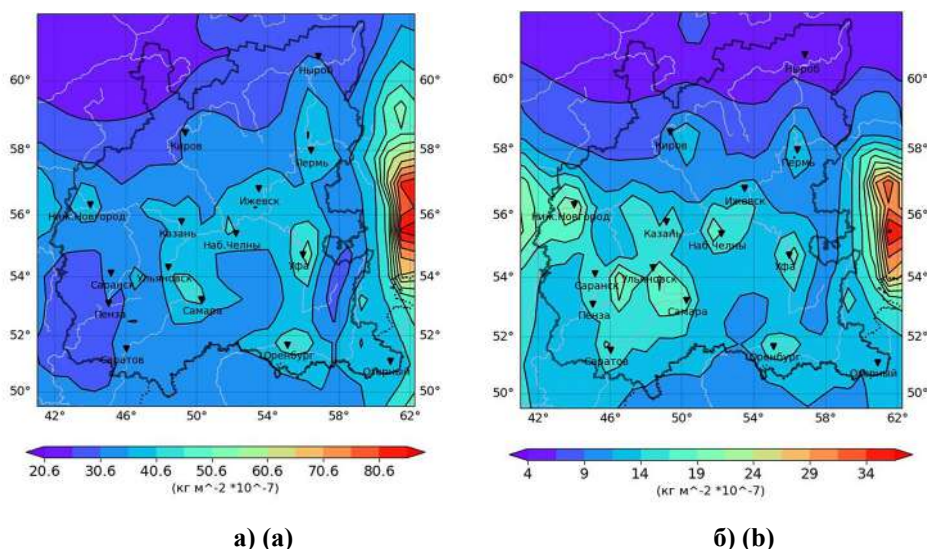 60° 60° 60° 60°
Ныроб Ныроб
58° 58° 58° 58°
Киров Пермь Киров Пермь
56° 56° 56° 56°
Ниж.Новгород Ижевск Ниж.Новгород Ижевск
Казань Наб.Челны Казань Наб.Челны
Уфа Уфа
54° 54° 54° 54°
Саранск Ульяновск Саранск Ульяновск
Пенза Самара Пенза Самара
52° 52° 52° 52°
Саратов Оренбург Саратов Оренбург
50° 50° 50° 50°
42° 46° 50° 54° 58° 62° 42° 46° 50° 54° 58° 62°
20.6 30.6 40.6 50.6 60.6 70.6 80.6 4 9 14 19 24 29 34
(кг м^-2 *10^-7) (кг м^-2 *10^-7)
а) (a) б) (b)